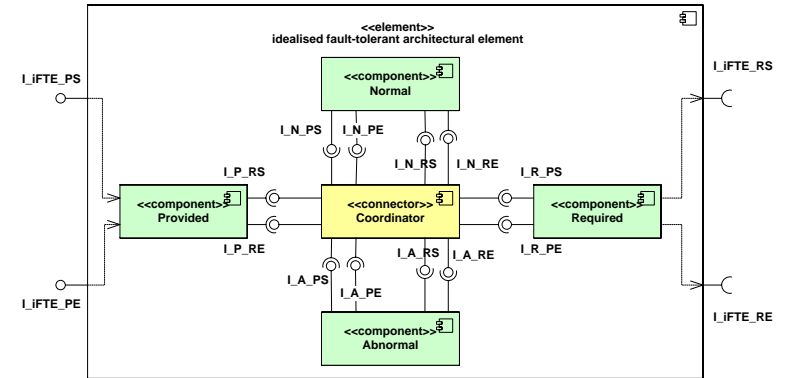 <<element>>
idealised fault-tolerant architectural element
I_iFTE_PS
I_iFTE_RS
<<component>>
Normal
I_N_PS
I_N_PE
I_N_RS
I_N_RE
I_P_RS
I_R_PS
<<component>>
Provided
<<connector>>
Coordinator
<<component>>
Required
I_P_RE
I_R_PE
I_A_PS
I_A_PE
I_A_RS
I_A_RE
I_iFTE_PE
I_iFTE_RE
<<component>>
Abnormal